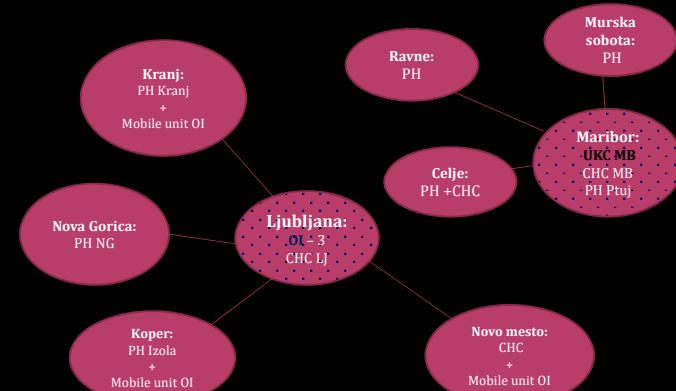 Kranj:
PH Kranj
+
Mobile unit OI
Ravne:
PH
Murska
sobota:
PH
Maribor:
UKC MB
CHC MB
PH Ptuj
Celje:
PH +CHC
Nova Gorica:
PH NG
Ljubljana:
OI – 3
CHC LJ
Koper:
PH Izola
+
Mobile unit OI
Novo mesto:
CHC
+
Mobile unit OI